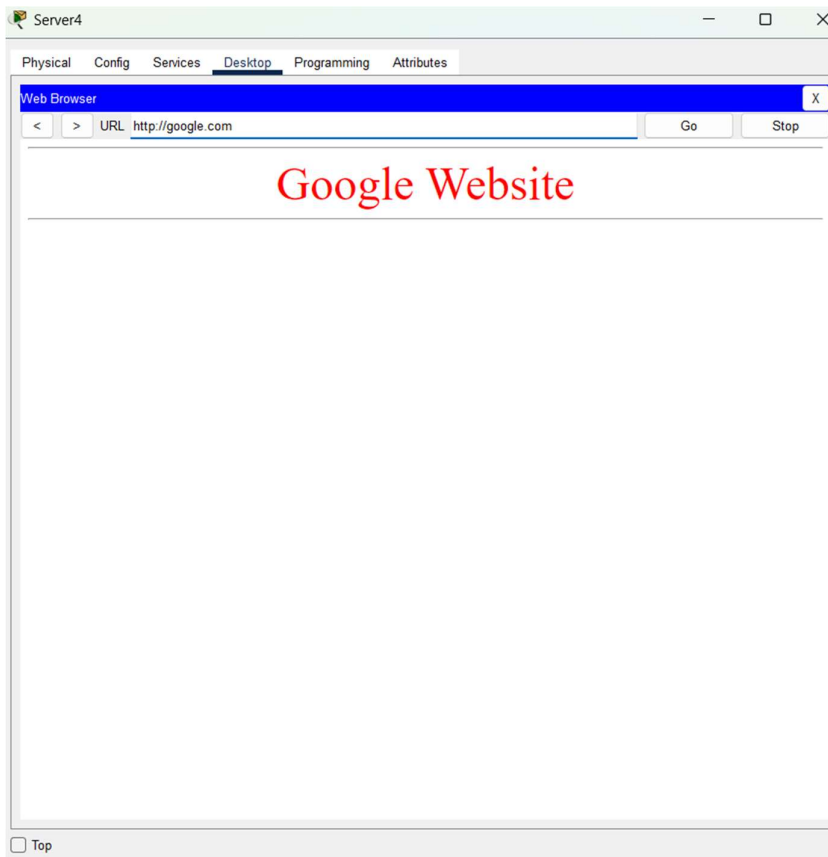 Server4
Physical Config Services Desktop Programming Attributes
Web Browser X
< > URL http://google.com Go Stop
Google Website
Top